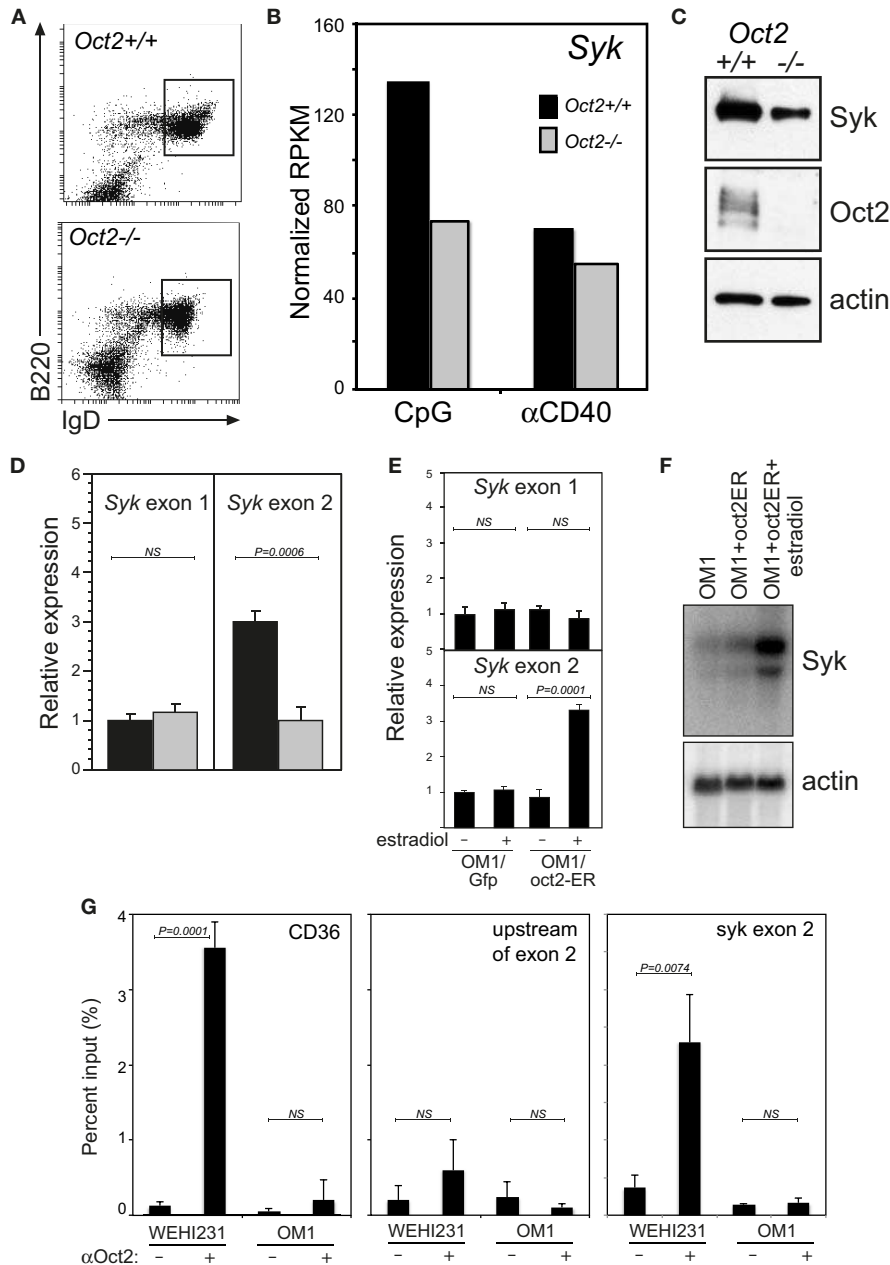 A
Oct2+/+
Oct2-/-
B220
IgD
B
Syk
Oct2+/+
Oct2-/-
Normalized RPKM
160
120
80
40
0
CpG
αCD40
C
Oct2
+/+ -/-
Syk
Oct2
actin
D
Relative expression
6
5
4
3
2
1
0
Syk exon 1
Syk exon 2
NS
P=0.0006
E
Relative expression
5
4
3
2
1
Syk exon 1
NS
NS
5
4
3
2
1
0
Syk exon 2
NS
P=0.0001
estradiol - + - +
OM1/
Gfp
OM1/
oct2-ER
F
OM1
OM1+oct2ER
OM1+oct2ER+
estradiol
Syk
actin
G
Percent input (%)
4
3
2
1
0
CD36
P=0.0001
NS
WEHI231
OM1
upstream
of exon 2
NS
NS
WEHI231
OM1
syk exon 2
P=0.0074
NS
WEHI231
OM1
αOct2: - + - + - + - + - + - +